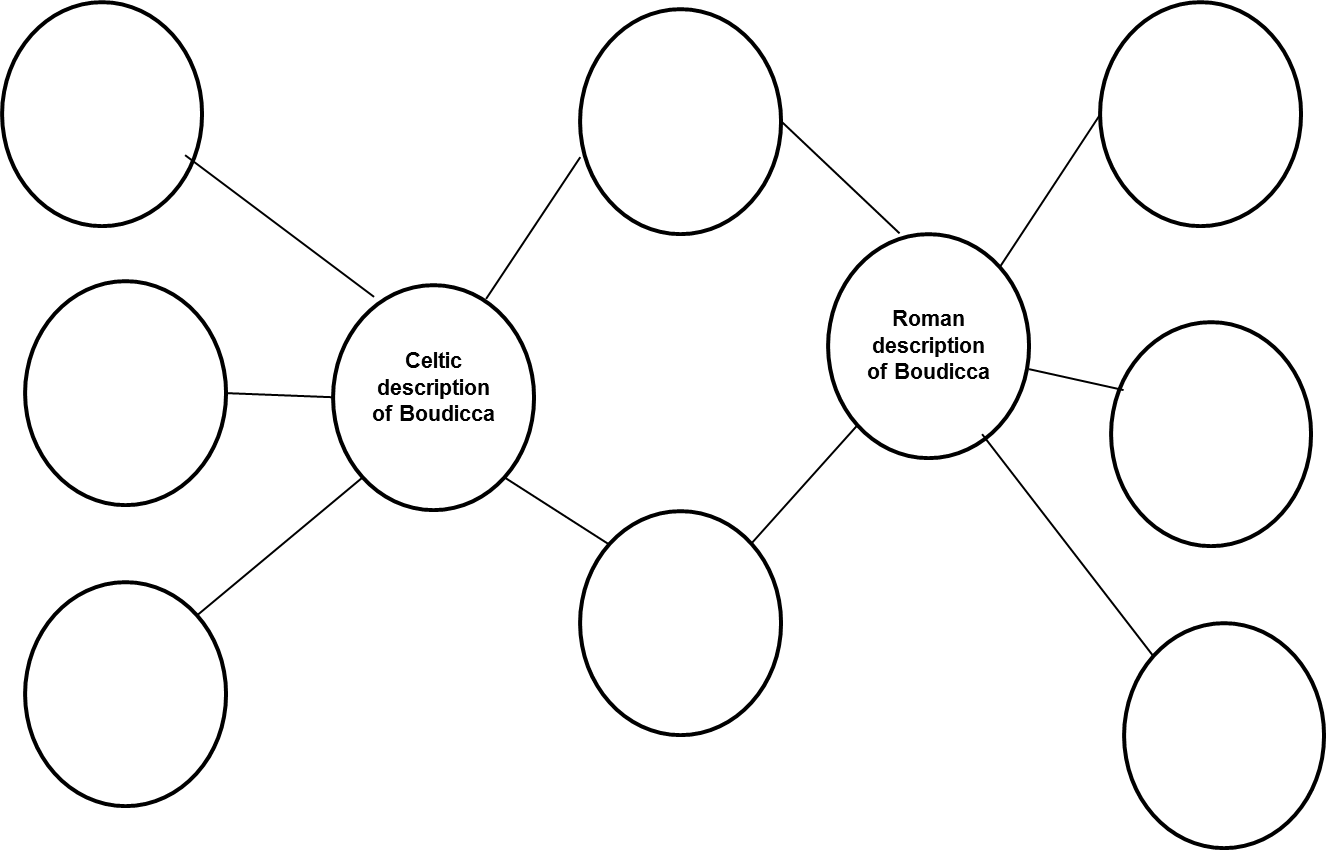 Celtic
description
of Boudicca
Roman
description
of Boudicca